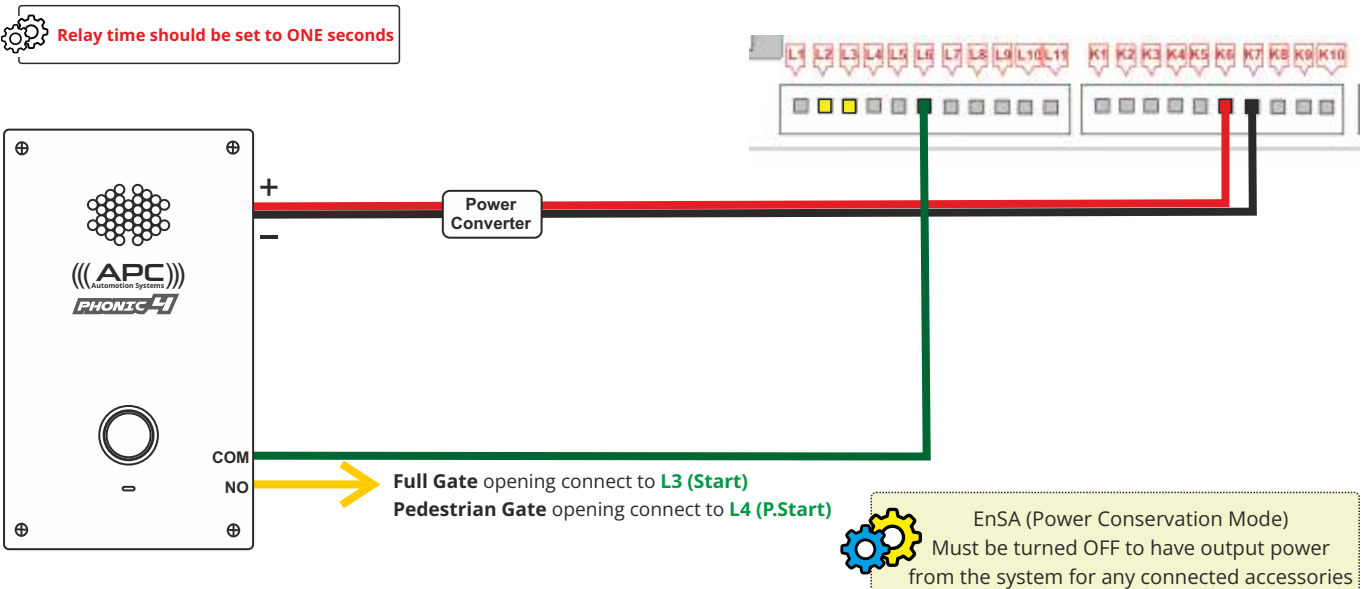 Relay time should be set to ONE seconds
L1 L2 L3 L4 L5 L6 L7 L8 L9 L10 L11 K1 K2 K3 K4 K5 K6 K7 K8 K9 K10
+
Power
Converter
−
((( APC )))
Automotion Systems
PHONIC 4
COM
NO
Full Gate opening connect to L3 (Start)
Pedestrian Gate opening connect to L4 (P.Start)
EnSA (Power Conservation Mode)
Must be turned OFF to have output power
from the system for any connected accessories